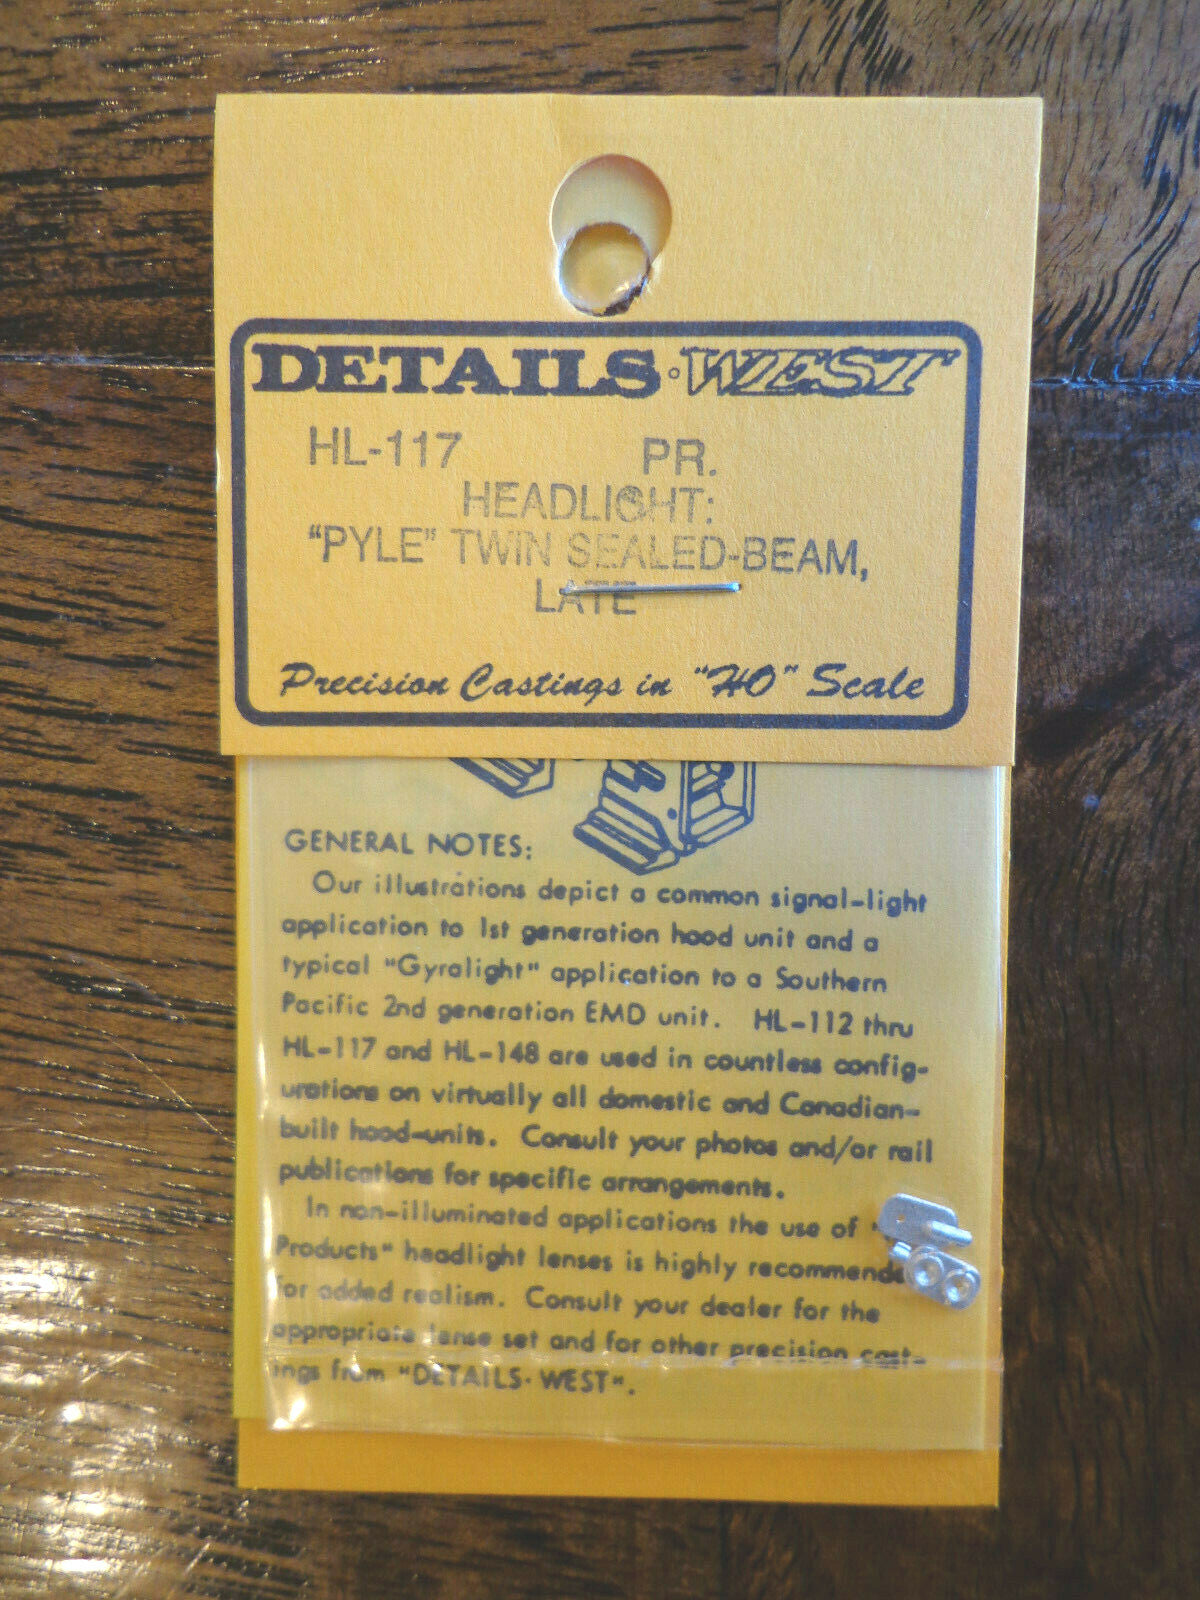 DETAILS·WEST
HL-117 PR.
HEADLIGHT:
"PYLE" TWIN SEALED-BEAM,
LATE
Precision Castings in "HO" Scale
GENERAL NOTES:
Our illustrations depict a common signal-light
application to 1st generation hood unit and a
typical "Gyralight" application to a Southern
Pacific 2nd generation EMD unit. HL-112 thru
HL-117 and HL-148 are used in countless config-
urations on virtually all domestic and Canadian-
built hood-units. Consult your photos and/or rail
publications for specific arrangements.
In non-illuminated applications the use of
Products" headlight lenses is highly recommende
for added realism. Consult your dealer for the
appropriate lense set and for other precision cast-
ings from "DETAILS·WEST".